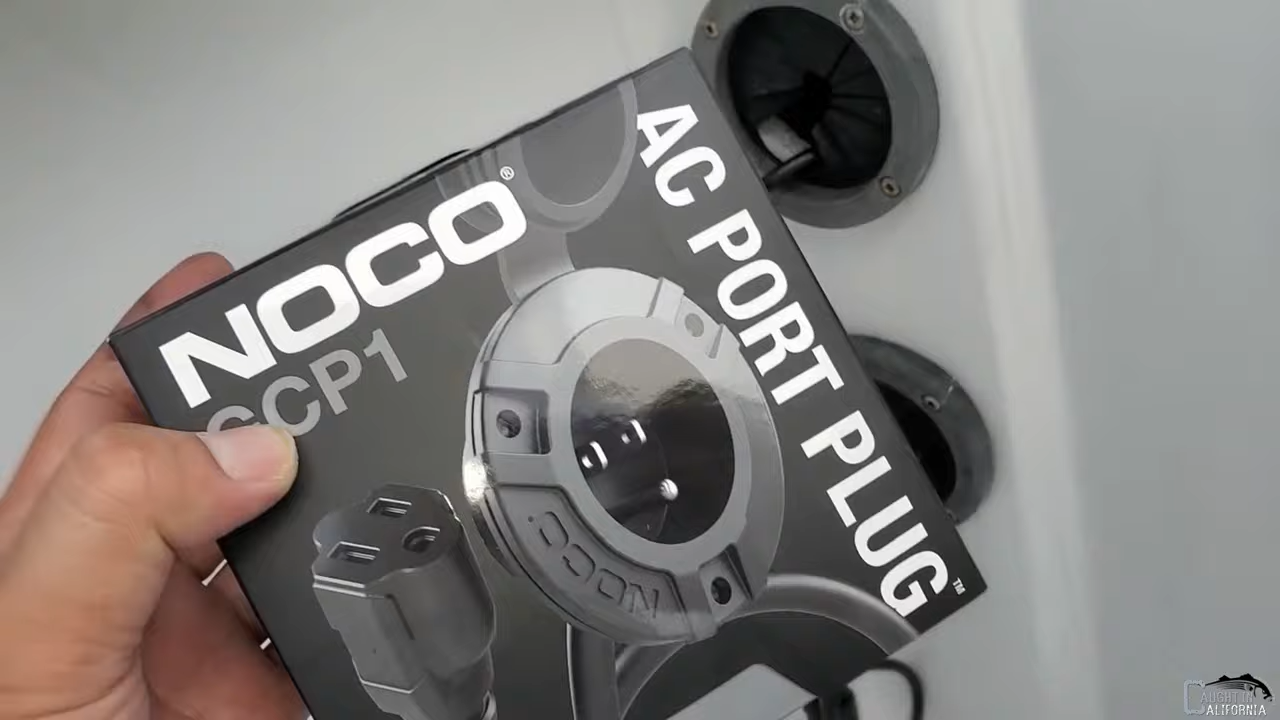 NOCO®
GCP1
AC PORT PLUG™
NOCO
CAUGHT IN
CALIFORNIA